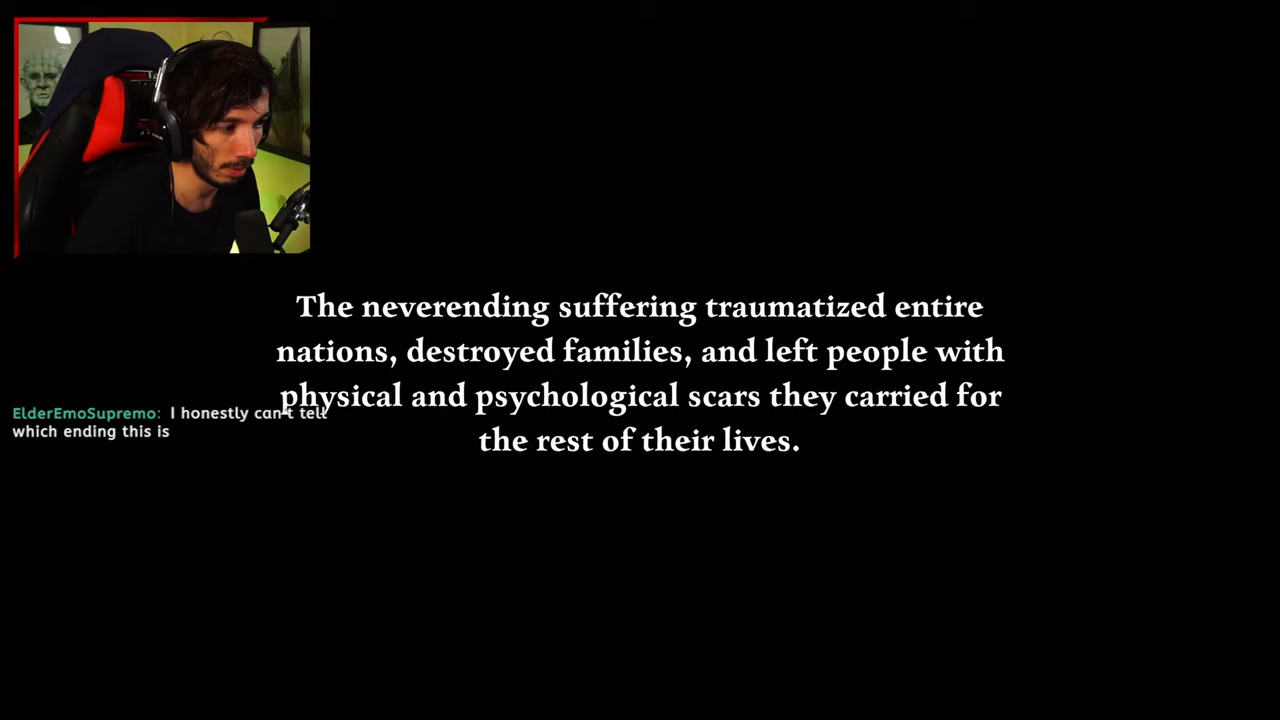 The neverending suffering traumatized entire
nations, destroyed families, and left people with
physical and psychological scars they carried for
the rest of their lives.
ElderEmoSupremo: I honestly can't tell
which ending this is